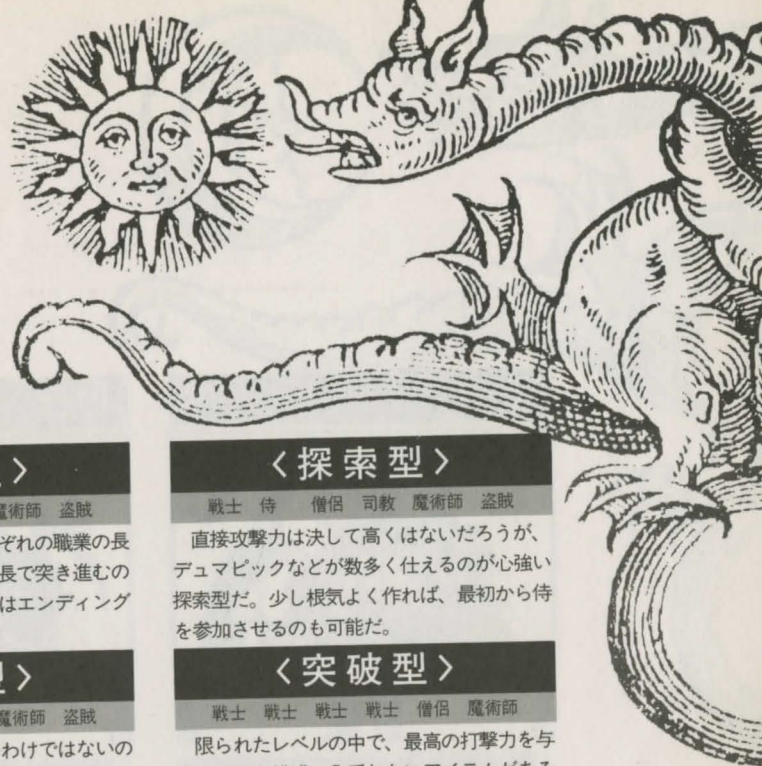 〉
魔術師 盗賊
ぞれの職業の長
長で突き進むの
はエンディング
〉
魔術師 盗賊
わけではないの
〈探索型〉
戦士 侍 僧侶 司教 魔術師 盗賊
直接攻撃力は決して高くはないだろうが、
デュマピックなどが数多く仕えるのが心強い
探索型だ。少し根気よく作れば、最初から侍
を参加させるのも可能だ。
〈突破型〉
戦士 戦士 戦士 戦士 僧侶 魔術師
限られたレベルの中で、最高の打撃力を与